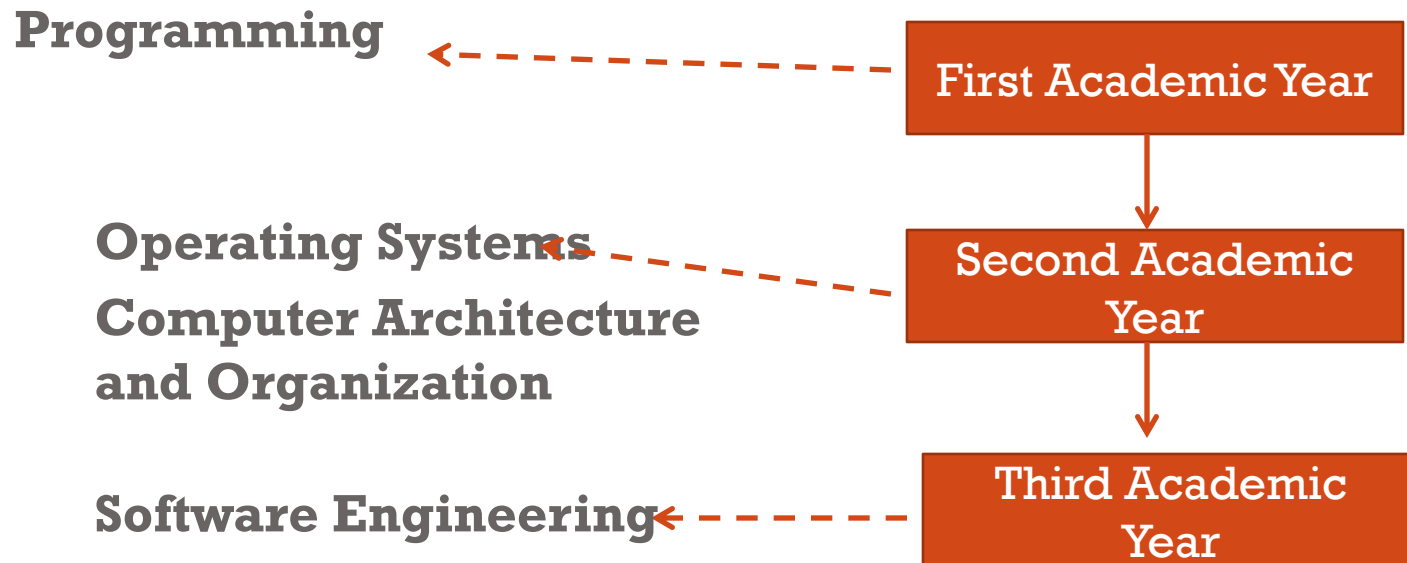 Programming
First Academic Year
Operating Systems
Second Academic
Year
Computer Architecture
and Organization
Third Academic
Year
Software Engineering